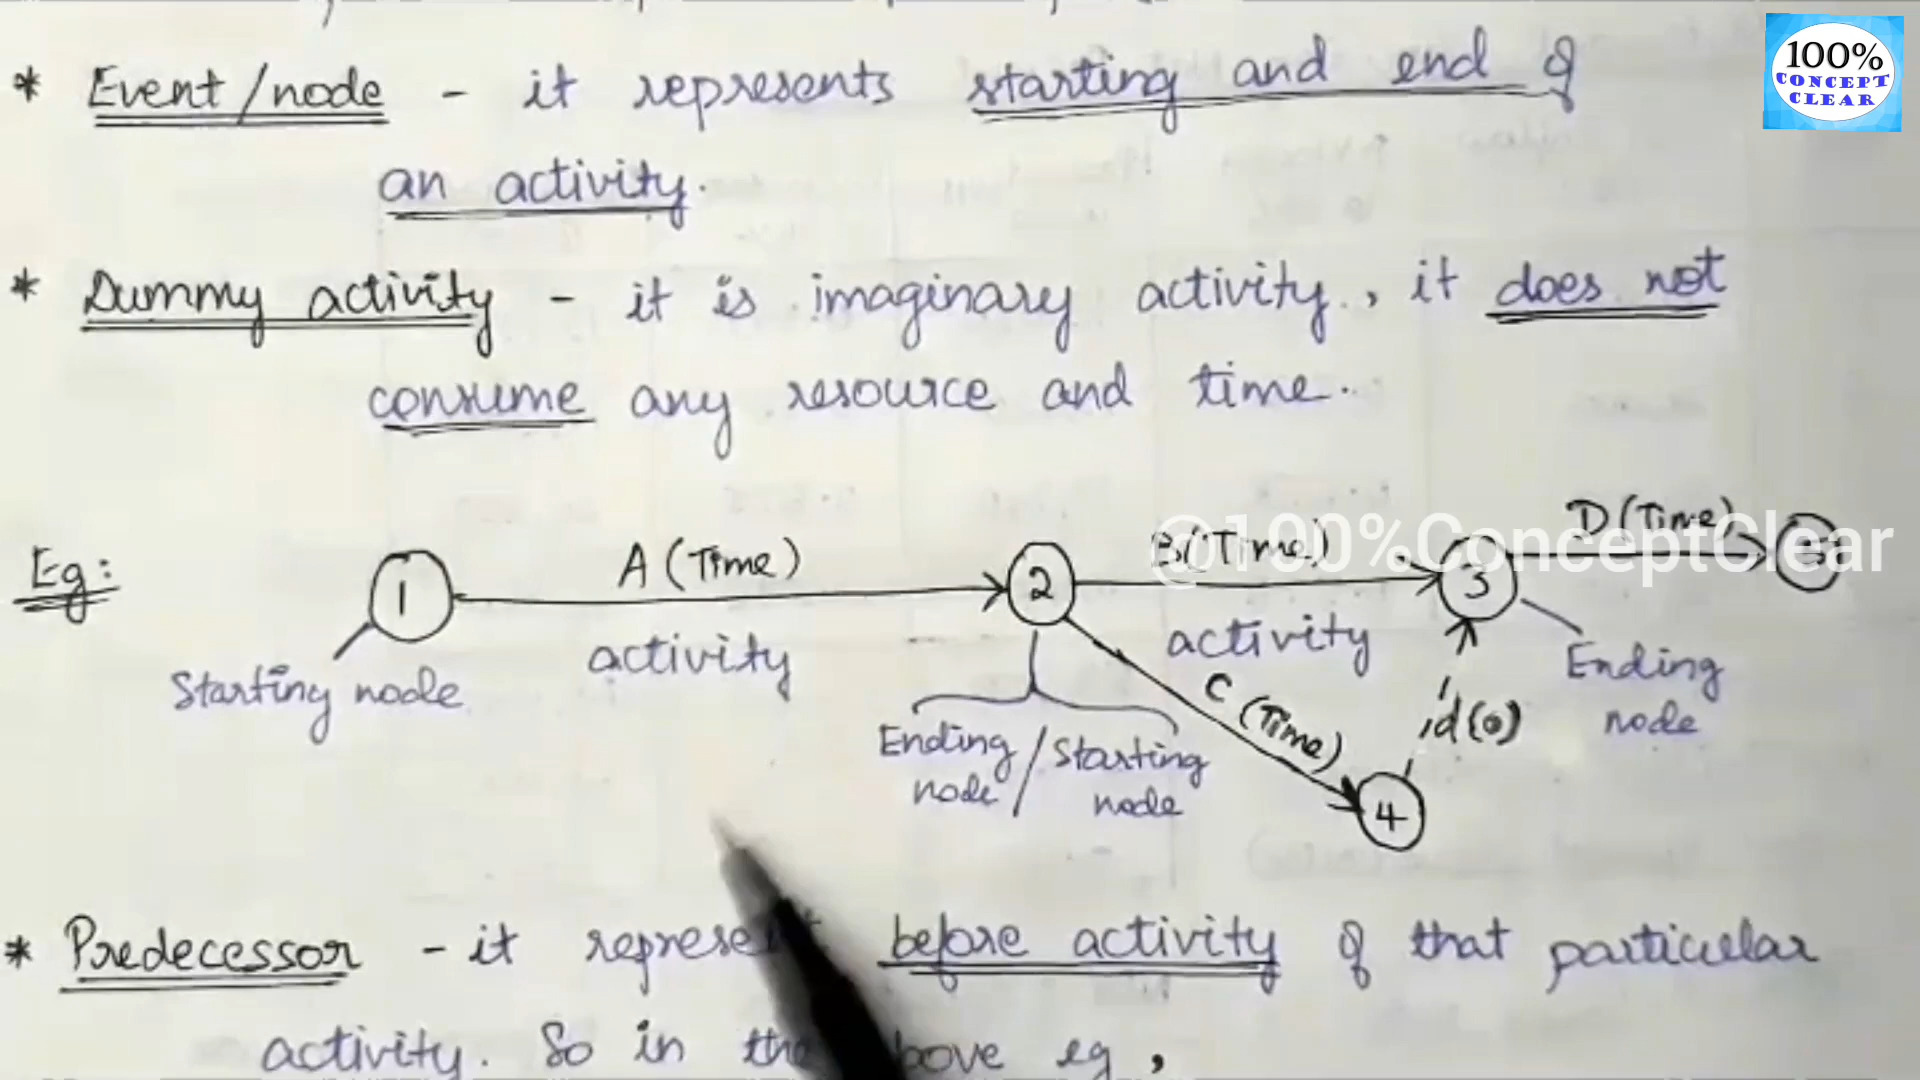 100%
CONCEPT
CLEAR
* Event/node - it represents starting and end of
an activity.
* Dummy activity - it is imaginary activity, it does not
consume any resource and time.
@100%ConceptClear
Eg: 1 A (Time) 2 B (Time) 3 D (Time) 5
activity activity
Starting node
C (Time)
d(0)
Ending node
Ending node / Starting node
4
* Predecessor - it represent before activity of that particular
activity. So in the above eg,